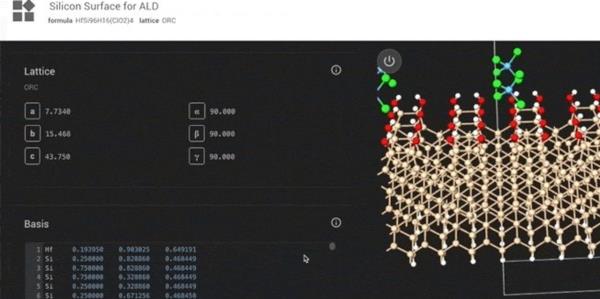 Silicon Surface for ALD
formula HfSi96H16(ClO2)4 lattice ORC
Lattice
ORC
a 7.7340 α 90.000
b 15.468 β 90.000
c 43.750 γ 90.000
Basis
1 Hf 0.193950 0.903025 0.649191
2 Si 0.250000 0.828860 0.468449
3 Si 0.750000 0.828860 0.468449
4 Si 0.750000 0.328860 0.468449
5 Si 0.250000 0.328860 0.468449
6 Si 0.250000 0.671256 0.468450